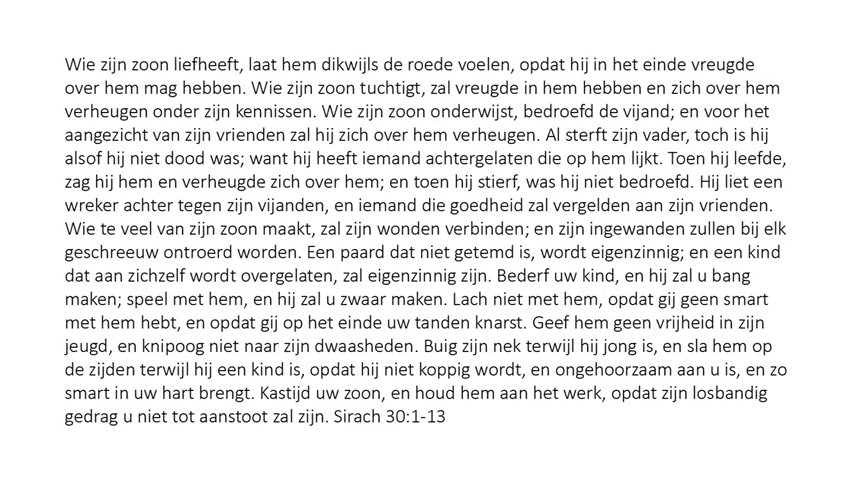 Wie zijn zoon liefheeft, laat hem dikwijls de roede voelen, opdat hij in het einde vreugde
over hem mag hebben. Wie zijn zoon tuchtigt, zal vreugde in hem hebben en zich over hem
verheugen onder zijn kennissen. Wie zijn zoon onderwijst, bedroefd de vijand; en voor het
aangezicht van zijn vrienden zal hij zich over hem verheugen. Al sterft zijn vader, toch is hij
alsof hij niet dood was; want hij heeft iemand achtergelaten die op hem lijkt. Toen hij leefde,
zag hij hem en verheugde zich over hem; en toen hij stierf, was hij niet bedroefd. Hij liet een
wreker achter tegen zijn vijanden, en iemand die goedheid zal vergelden aan zijn vrienden.
Wie te veel van zijn zoon maakt, zal zijn wonden verbinden; en zijn ingewanden zullen bij elk
geschreeuw ontroerd worden. Een paard dat niet getemd is, wordt eigenzinnig; en een kind
dat aan zichzelf wordt overgelaten, zal eigenzinnig zijn. Bederf uw kind, en hij zal u bang
maken; speel met hem, en hij zal u zwaar maken. Lach niet met hem, opdat gij geen smart
met hem hebt, en opdat gij op het einde uw tanden knarst. Geef hem geen vrijheid in zijn
jeugd, en knipoog niet naar zijn dwaasheden. Buig zijn nek terwijl hij jong is, en sla hem op
de zijden terwijl hij een kind is, opdat hij niet koppig wordt, en ongehoorzaam aan u is, en zo
smart in uw hart brengt. Kastijd uw zoon, en houd hem aan het werk, opdat zijn losbandig
gedrag u niet tot aanstoot zal zijn. Sirach 30:1-13